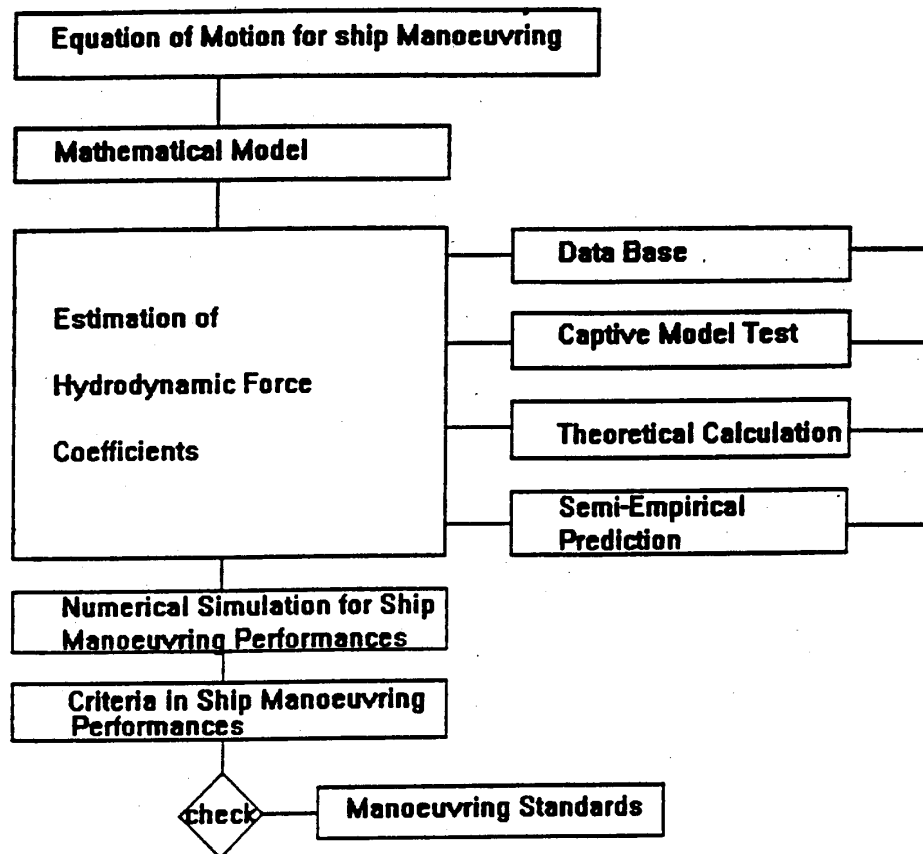 Equation of Motion for ship Manoeuvring
Mathematical Model
Estimation of
Hydrodynamic Force
Coefficients
Data Base
Captive Model Test
Theoretical Calculation
Semi-Empirical
Prediction
Numerical Simulation for Ship
Manoeuvring Performances
Criteria in Ship Manoeuvring
Performances
check
Manoeuvring Standards